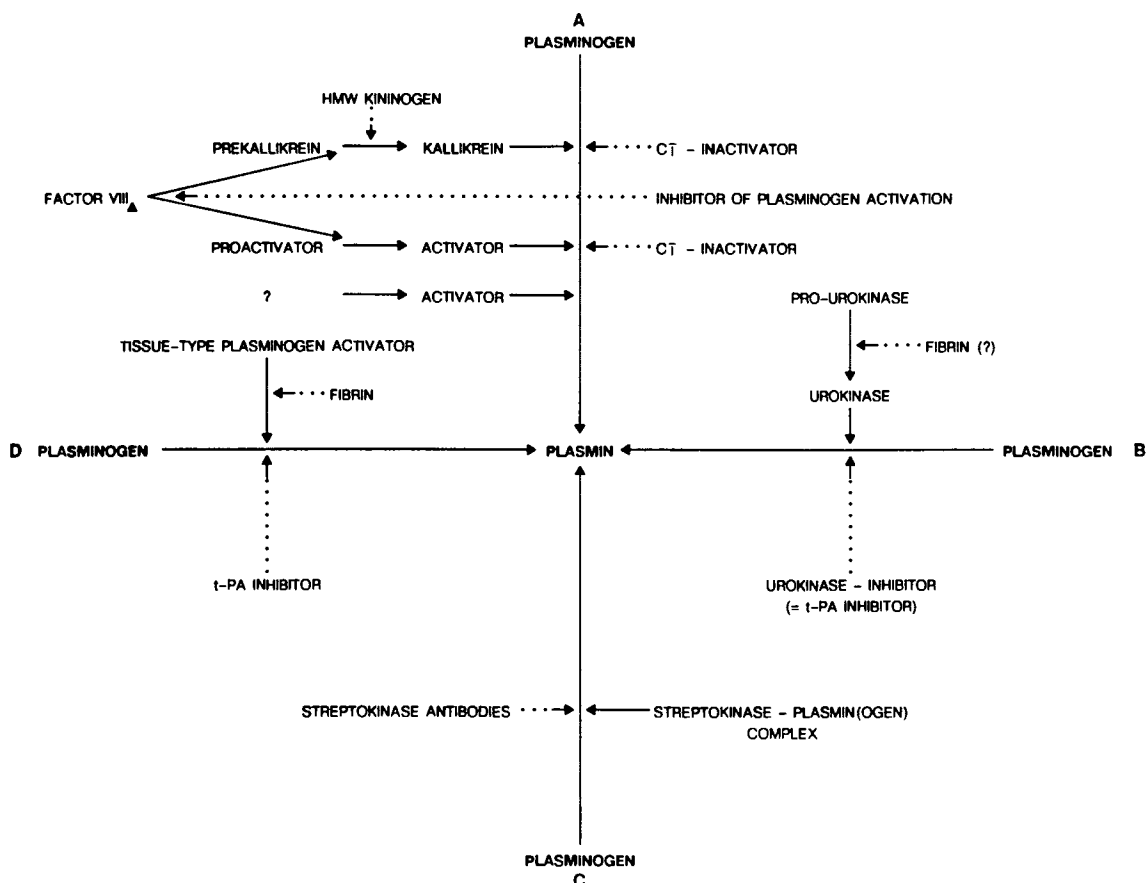 A
PLASMINOGEN
HMW KININOGEN
PREKALLIKREIN
KALLIKREIN
C1̅ - INACTIVATOR
FACTOR VIII▲
INHIBITOR OF PLASMINOGEN ACTIVATION
PROACTIVATOR
ACTIVATOR
C1̅ - INACTIVATOR
?
ACTIVATOR
PRO-UROKINASE
TISSUE-TYPE PLASMINOGEN ACTIVATOR
FIBRIN (?)
FIBRIN
UROKINASE
D PLASMINOGEN
PLASMIN
PLASMINOGEN B
t-PA INHIBITOR
UROKINASE - INHIBITOR
(= t-PA INHIBITOR)
STREPTOKINASE ANTIBODIES
STREPTOKINASE - PLASMIN(OGEN)
COMPLEX
PLASMINOGEN
C